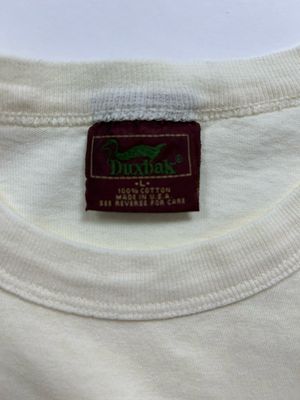 DuxBak®
•L•
100% COTTON
MADE IN U.S.A
SEE REVERSE FOR CARE